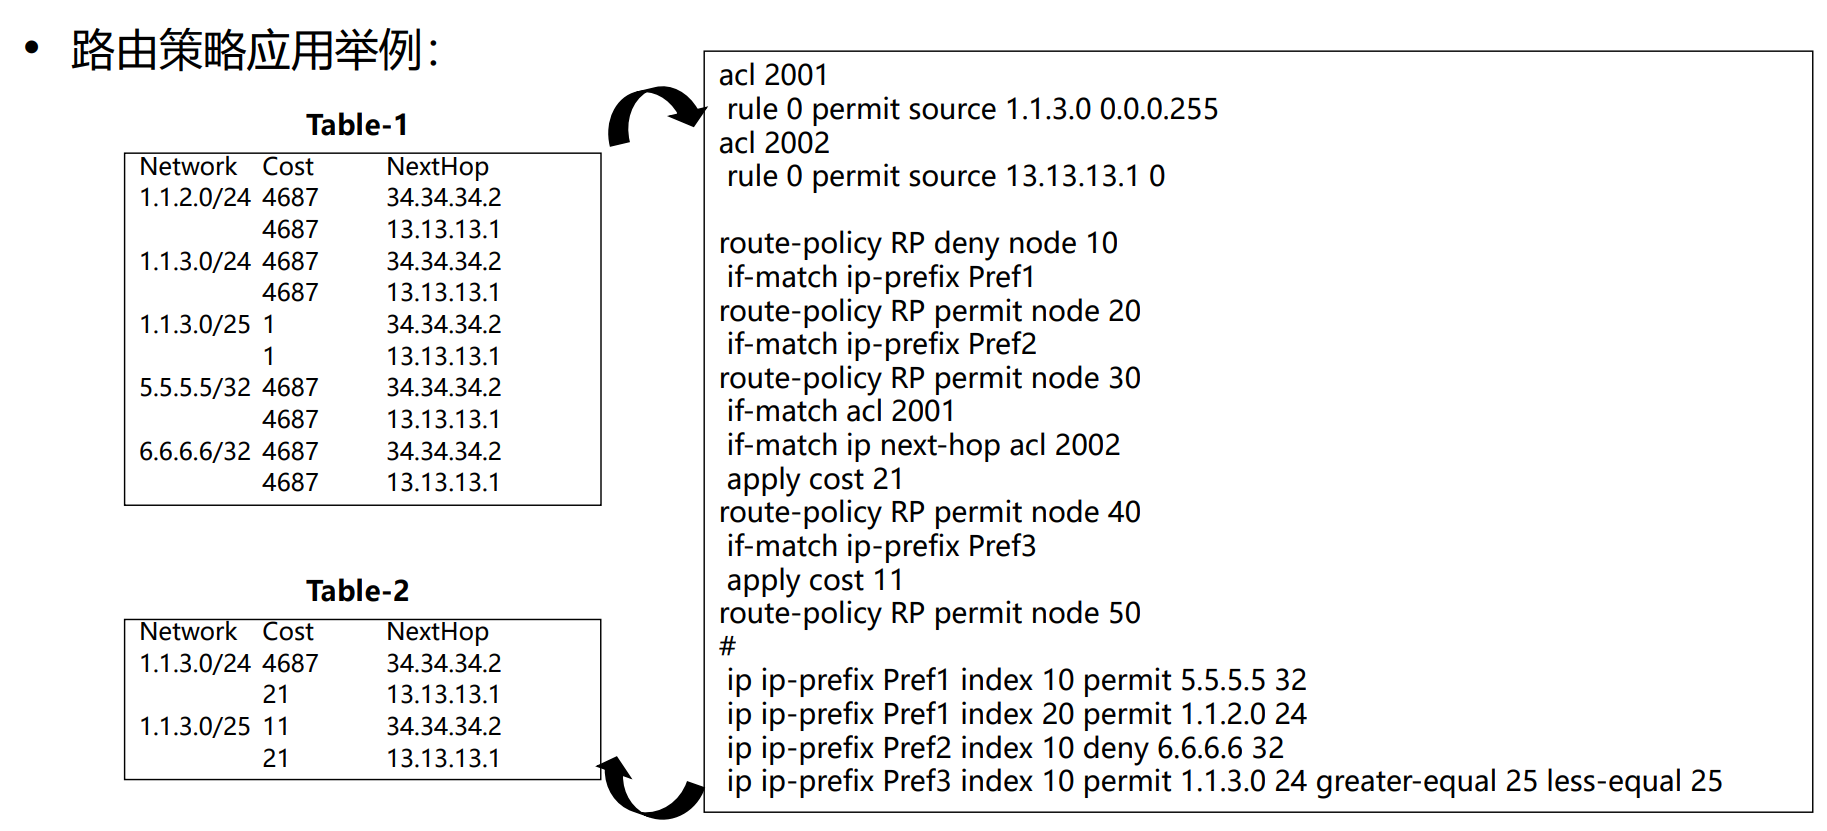 • 路由策略应用举例：
Table-1
Network Cost NextHop
1.1.2.0/24 4687 34.34.34.2
4687 13.13.13.1
1.1.3.0/24 4687 34.34.34.2
4687 13.13.13.1
1.1.3.0/25 1 34.34.34.2
1 13.13.13.1
5.5.5.5/32 4687 34.34.34.2
4687 13.13.13.1
6.6.6.6/32 4687 34.34.34.2
4687 13.13.13.1
Table-2
Network Cost NextHop
1.1.3.0/24 4687 34.34.34.2
21 13.13.13.1
1.1.3.0/25 11 34.34.34.2
21 13.13.13.1
acl 2001
rule 0 permit source 1.1.3.0 0.0.0.255
acl 2002
rule 0 permit source 13.13.13.1 0
route-policy RP deny node 10
if-match ip-prefix Pref1
route-policy RP permit node 20
if-match ip-prefix Pref2
route-policy RP permit node 30
if-match acl 2001
if-match ip next-hop acl 2002
apply cost 21
route-policy RP permit node 40
if-match ip-prefix Pref3
apply cost 11
route-policy RP permit node 50
#
ip ip-prefix Pref1 index 10 permit 5.5.5.5 32
ip ip-prefix Pref1 index 20 permit 1.1.2.0 24
ip ip-prefix Pref2 index 10 deny 6.6.6.6 32
ip ip-prefix Pref3 index 10 permit 1.1.3.0 24 greater-equal 25 less-equal 25